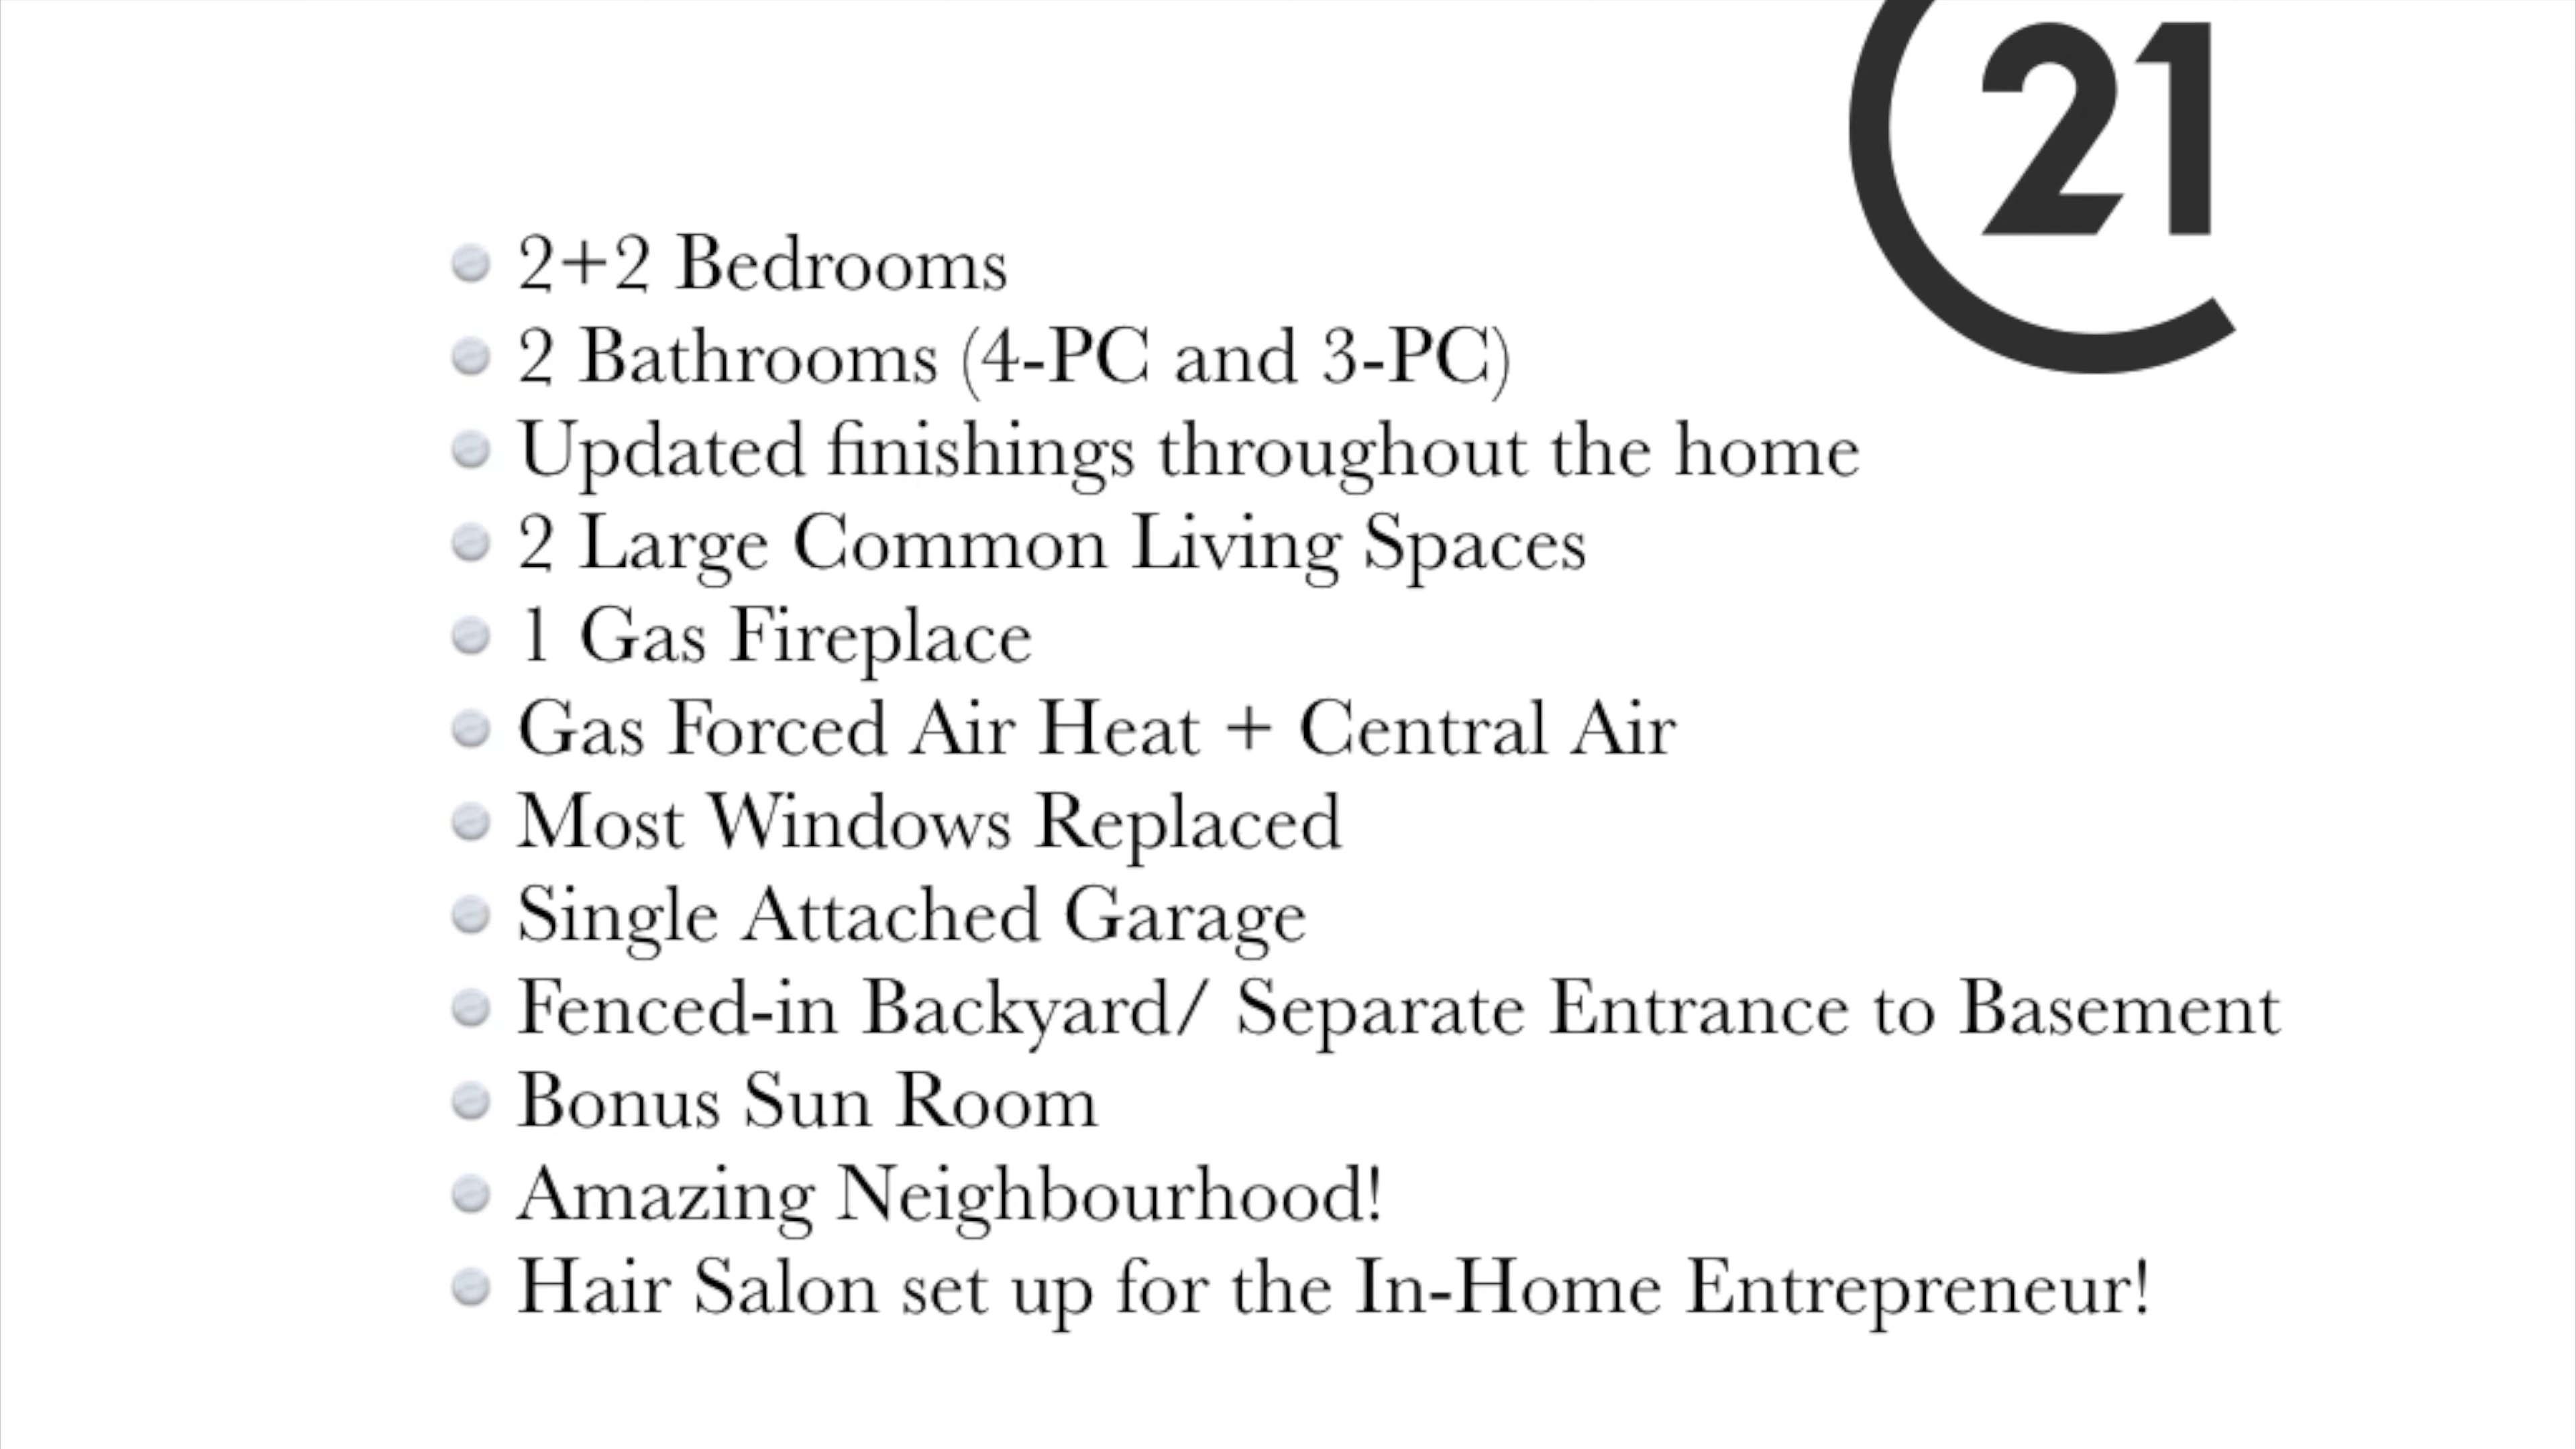 21
2+2 Bedrooms
2 Bathrooms (4-PC and 3-PC)
Updated finishings throughout the home
2 Large Common Living Spaces
1 Gas Fireplace
Gas Forced Air Heat + Central Air
Most Windows Replaced
Single Attached Garage
Fenced-in Backyard/ Separate Entrance to Basement
Bonus Sun Room
Amazing Neighbourhood!
Hair Salon set up for the In-Home Entrepreneur!